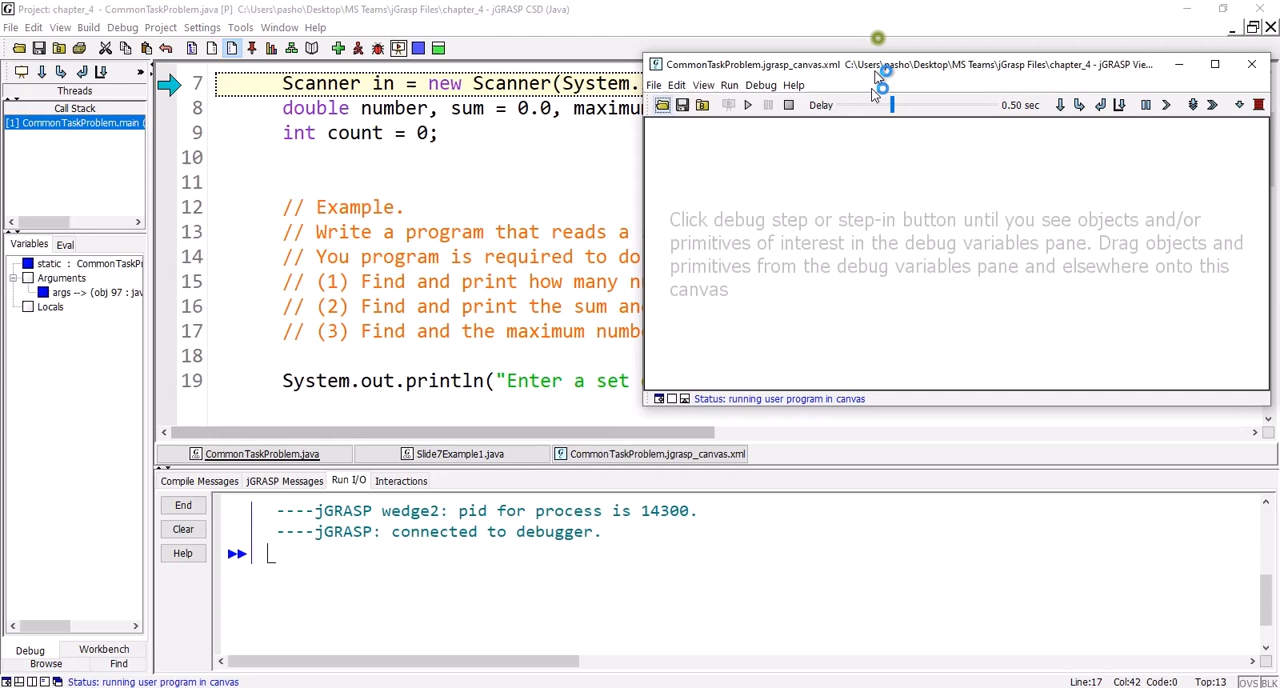 Project: chapter_4 - CommonTaskProblem.java [P] C:\Users\pasho\Desktop\MS Teams\jGrasp Files\chapter_4 - jGRASP CSD (Java)
File Edit View Build Debug Project Settings Tools Window Help
Threads
Call Stack
[1] CommonTaskProblem.main (
Variables Eval
static : CommonTaskPr
Arguments
args --> (obj 97 : jav
Locals
Debug Workbench
Browse Find
7 Scanner in = new Scanner(System.
8 double number, sum = 0.0, maximum
9 int count = 0;
10
11
12 // Example.
13 // Write a program that reads a
14 // You program is required to do
15 // (1) Find and print how many n
16 // (2) Find and print the sum an
17 // (3) Find and the maximum numbe
18
19 System.out.println("Enter a set
CommonTaskProblem.jgrasp_canvas.xml C:\Users\pasho\Desktop\MS Teams\jGrasp Files\chapter_4 - jGRASP Vie...
File Edit View Run Debug Help
Delay 0.50 sec
Click debug step or step-in button until you see objects and/or
primitives of interest in the debug variables pane. Drag objects and
primitives from the debug variables pane and elsewhere onto this
canvas
Status: running user program in canvas
CommonTaskProblem.java Slide7Example1.java CommonTaskProblem.jgrasp_canvas.xml
Compile Messages jGRASP Messages Run I/O Interactions
End
Clear
Help
----jGRASP wedge2: pid for process is 14300.
----jGRASP: connected to debugger.
Status: running user program in canvas
Line:17 Col:42 Code:0 Top:13 OVS BLK